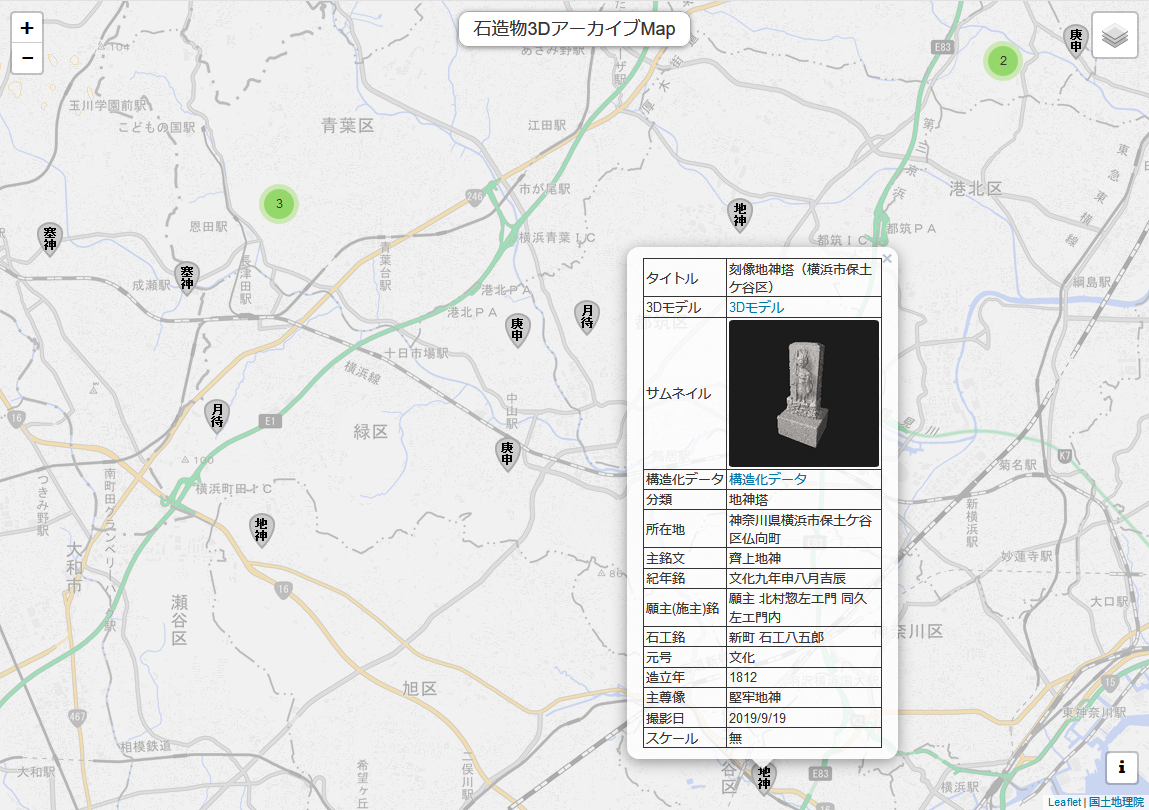 +
−
石造物3DアーカイブMap
104
あざみ野駅
E83
2
庚申
玉川学園前駅
こどもの国駅
青葉区
江田駅
厚木街
246
市が尾駅
3
恩田駅
塞神
塞神
成瀬駅
長津田駅
青葉台駅
横浜青葉IC
港北PA
港北PA
地神
都筑IC
都筑PA
港北区
第三京浜
東急東横線
綱島駅
庚申
月待
十日市場駅
横浜線
中山駅
月待
E1
緑区
庚申
16
100
横浜町田IC
南町田グランベリーパーク駅
つきみ野駅
大和市
地神
16
瀬谷区
86
旭区
467
相模鉄道
大和駅
希望ヶ丘
二俣川駅
都筑区
鴨居駅
菊名駅
K7
新横浜駅
妙蓮寺駅
大口駅
神奈川区
15
東神奈川駅
横浜駅
E83
地神
谷区
×
タイトル 刻像地神塔（横浜市保土
ケ谷区）
3Dモデル 3Dモデル
サムネイル
構造化データ 構造化データ
分類 地神塔
所在地 神奈川県横浜市保土ケ谷
区仏向町
主銘文 齊上地神
紀年銘 文化九年申八月吉辰
願主(施主)銘 願主 北村惣左エ門 同久
左エ門内
石工銘 新町 石工八五郎
元号 文化
造立年 1812
主尊像 堅牢地神
撮影日 2019/9/19
スケール 無
i
Leaflet | 国土地理院